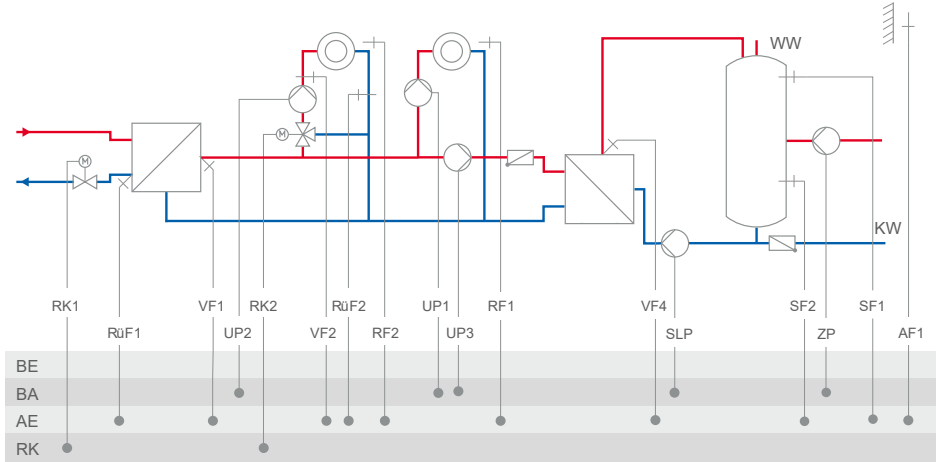 WW
M
M
KW
RK1 VF1 RK2 RüF2 UP1 RF1 VF4 SF2 SF1
RüF1 UP2 VF2 RF2 UP3 SLP ZP AF1
BE
BA
AE
RK